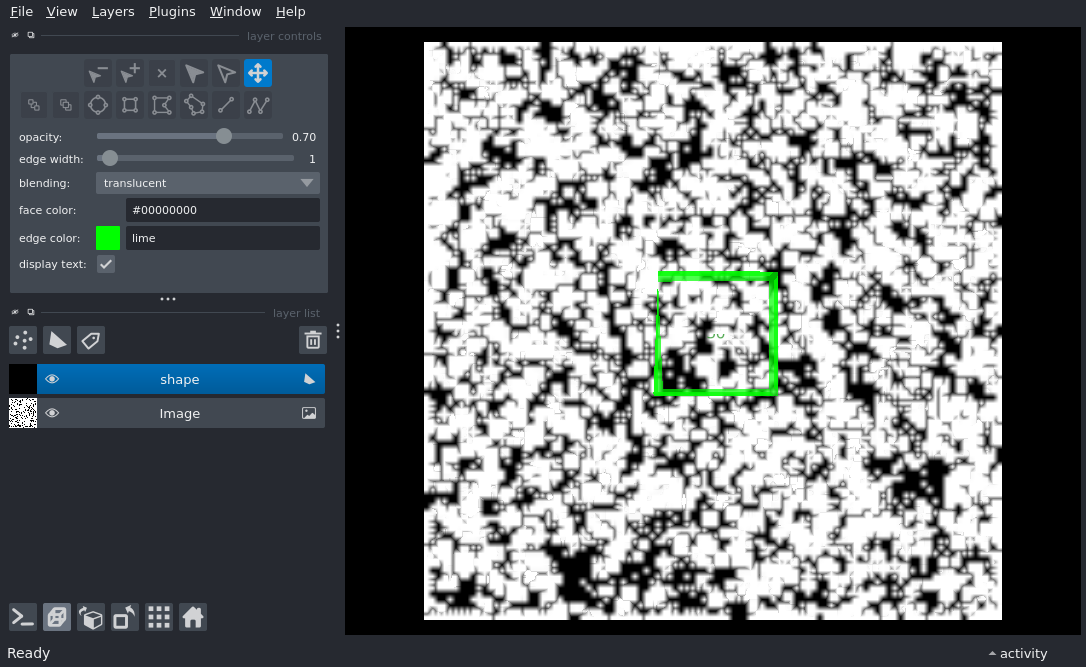 File View Layers Plugins Window Help
layer controls
opacity: 0.70
edge width: 1
blending: translucent
face color: #00000000
edge color: lime
display text:
layer list
shape
Image
Ready
activity